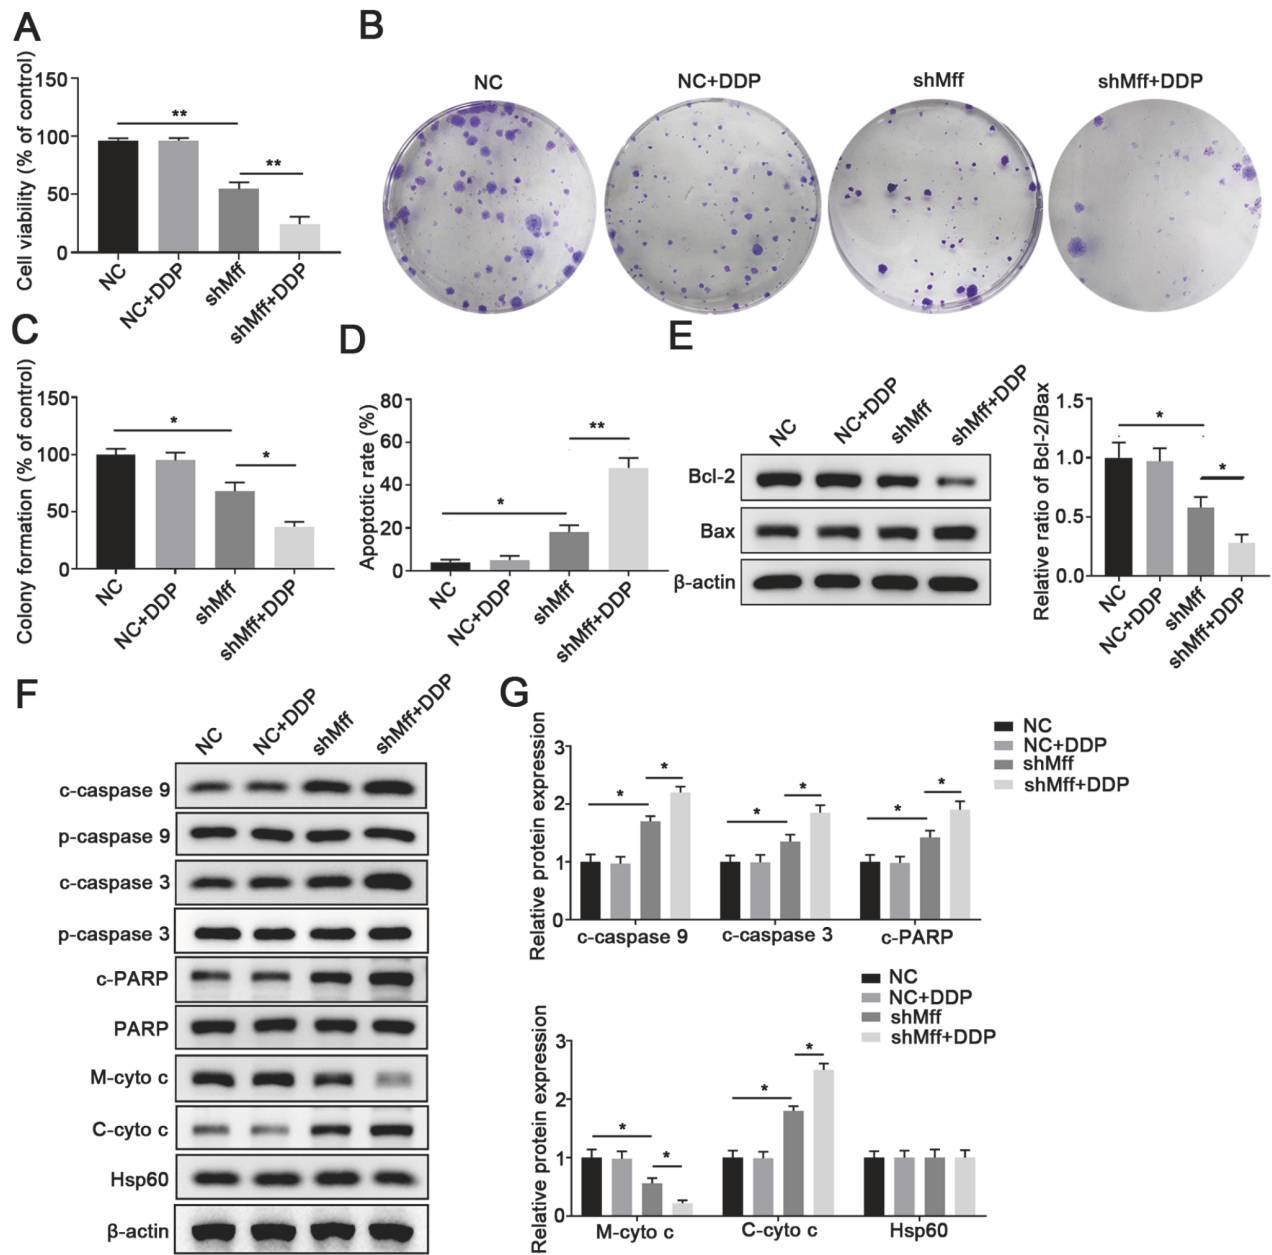 A
Cell viability (% of control)
150
100
50
0
**
**
NC
NC+DDP
shMff
shMff+DDP
B
NC
NC+DDP
shMff
shMff+DDP
C
Colony formation (% of control)
150
100
50
0
*
*
NC
NC+DDP
shMff
shMff+DDP
D
Apoptotic rate (%)
80
60
40
20
0
*
**
NC
NC+DDP
shMff
shMff+DDP
E
NC
NC+DDP
shMff
shMff+DDP
Bcl-2
Bax
β-actin
Relative ratio of Bcl-2/Bax
1.5
1.0
0.5
0.0
*
*
NC
NC+DDP
shMff
shMff+DDP
F
NC
NC+DDP
shMff
shMff+DDP
c-caspase 9
p-caspase 9
c-caspase 3
p-caspase 3
c-PARP
PARP
M-cyto c
C-cyto c
Hsp60
β-actin
G
Relative protein expression
3
2
1
0
*
*
*
*
*
*
c-caspase 9
c-caspase 3
c-PARP
NC
NC+DDP
shMff
shMff+DDP
Relative protein expression
3
2
1
0
*
*
*
*
M-cyto c
C-cyto c
Hsp60
NC
NC+DDP
shMff
shMff+DDP